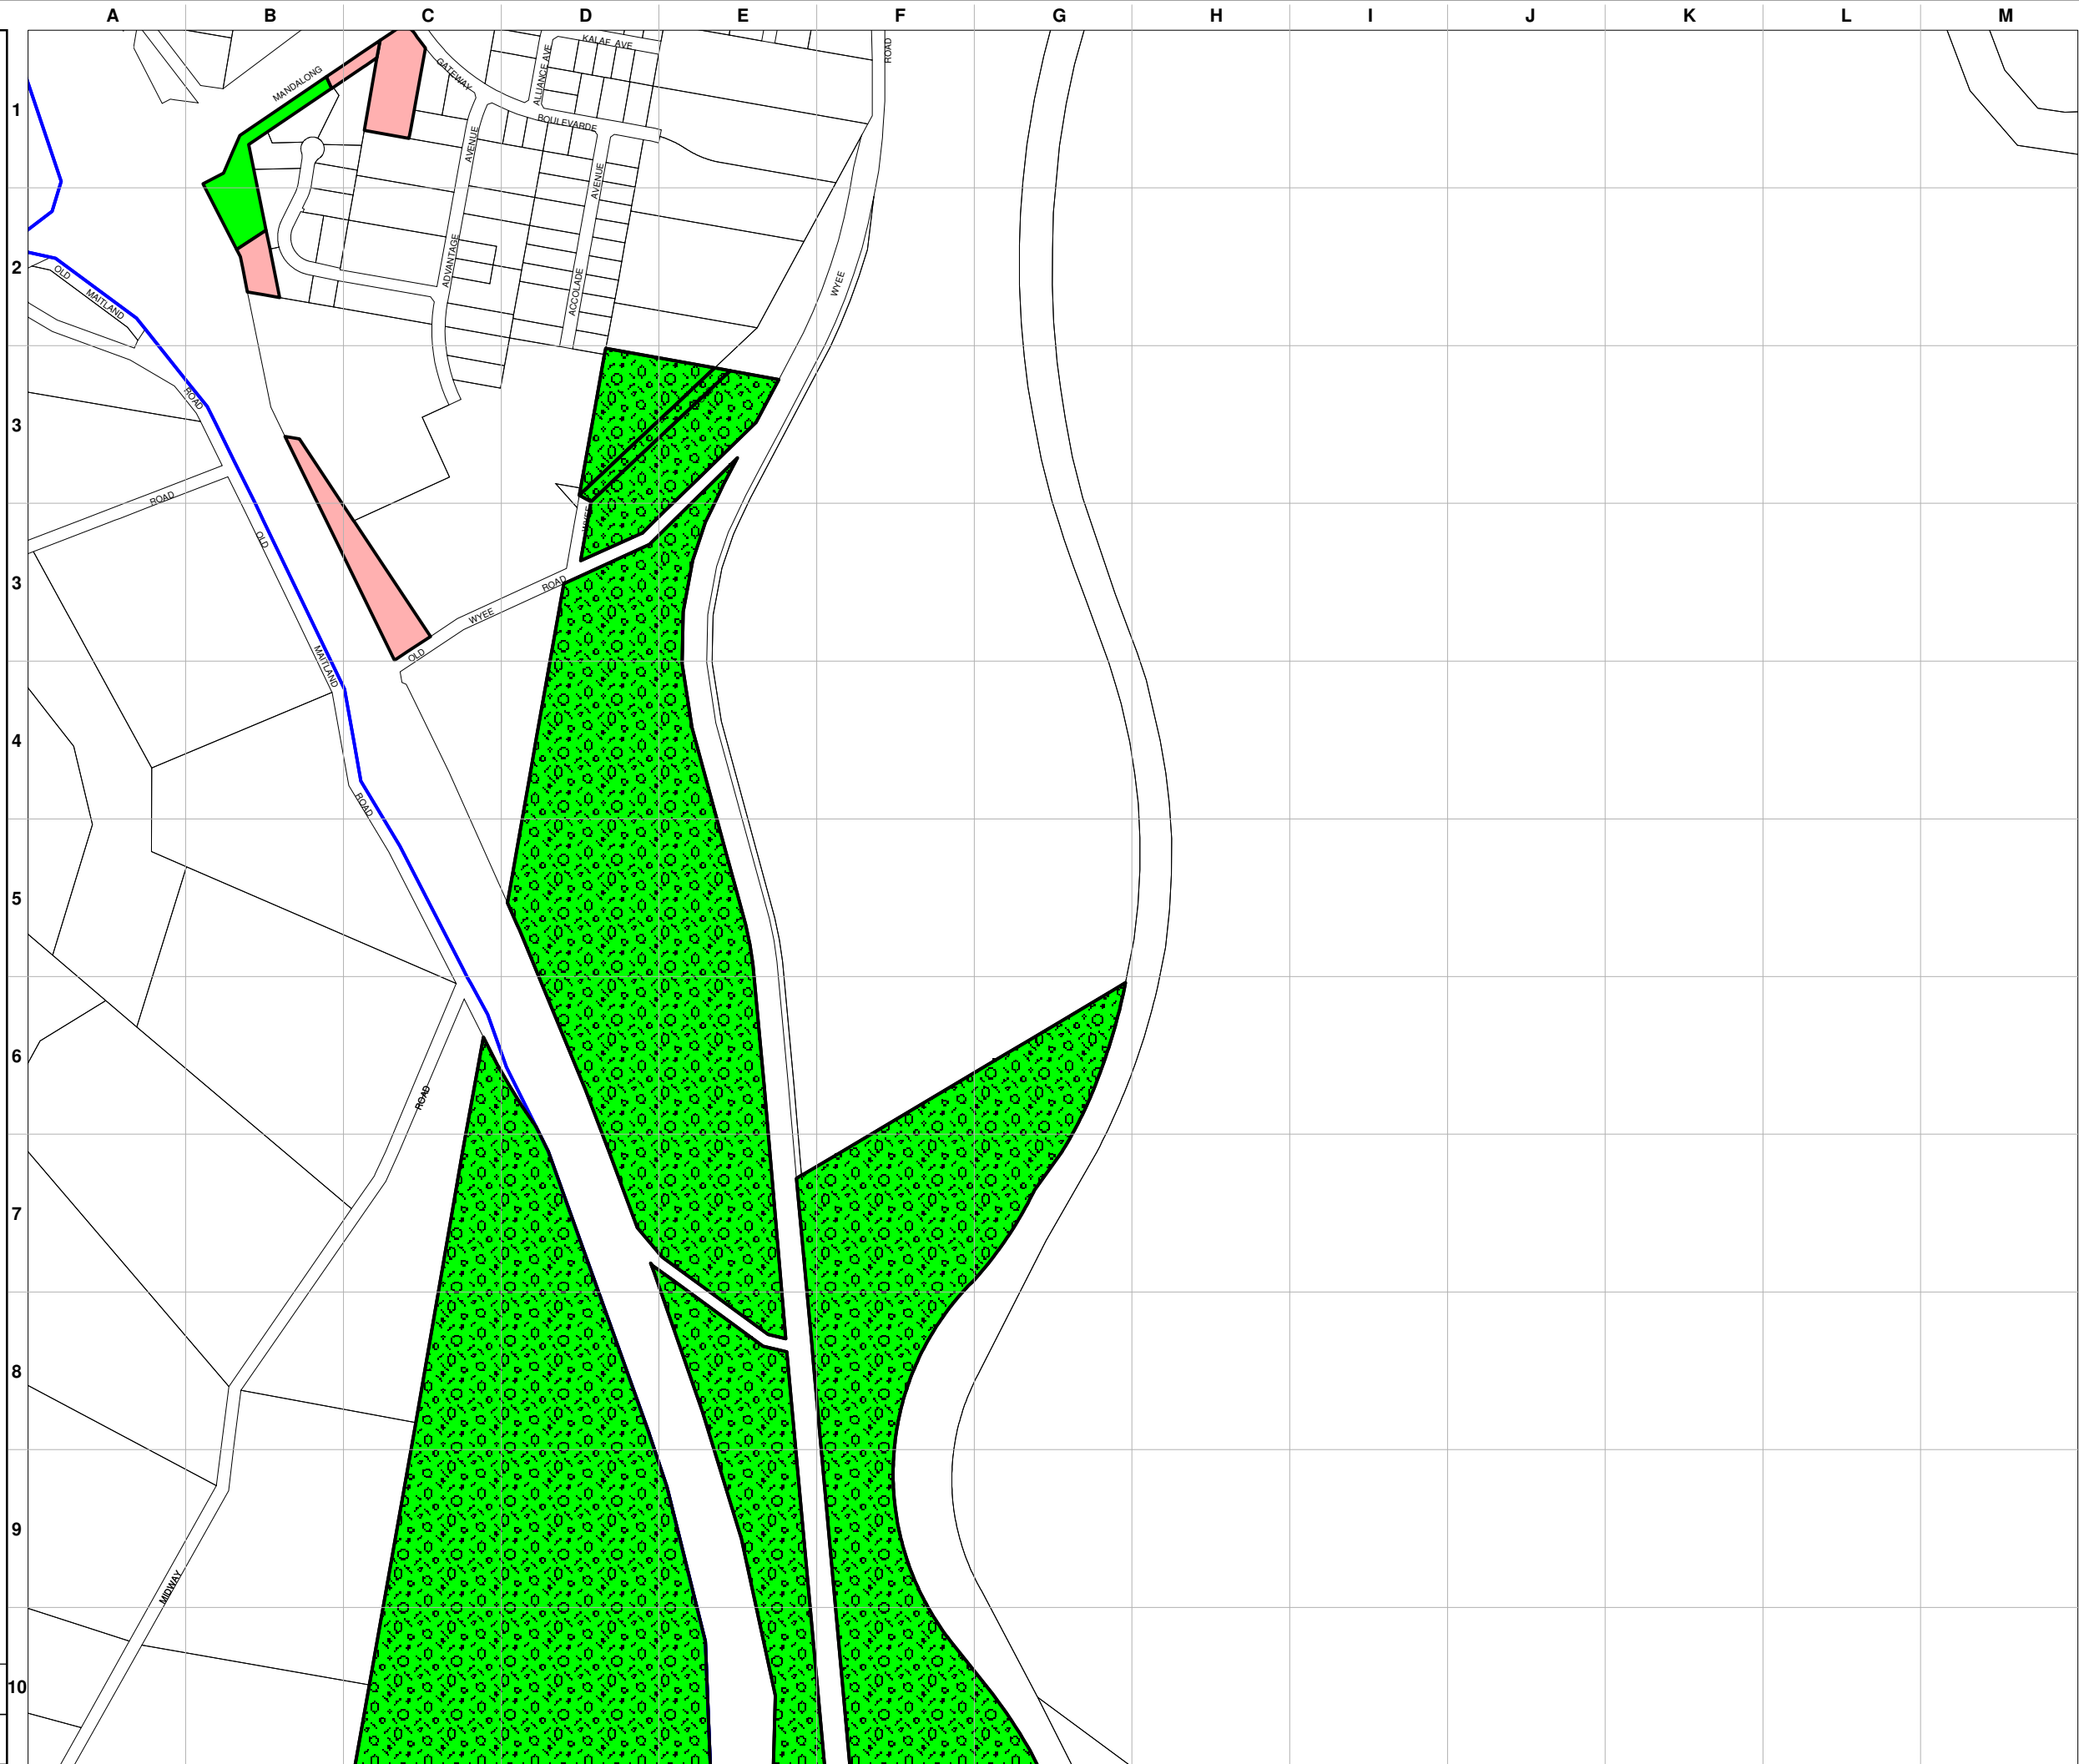 A B C D E F G H I J K L M
1
2
3
3
4
5
6
7
8
9
10
KALAF AVE
ROAD
ALLIANCE AVE
GATEWAY
MANDALONG
BOULEVARDE
AVENUE
AVENUE
ADVANTAGE
ACCOLADE
WYEE
OLD
MAITLAND
ROAD
ROAD
OLD
WYEE
ROAD
WYEE
OLD
MAITLAND
ROAD
ROAD
MIDWAY